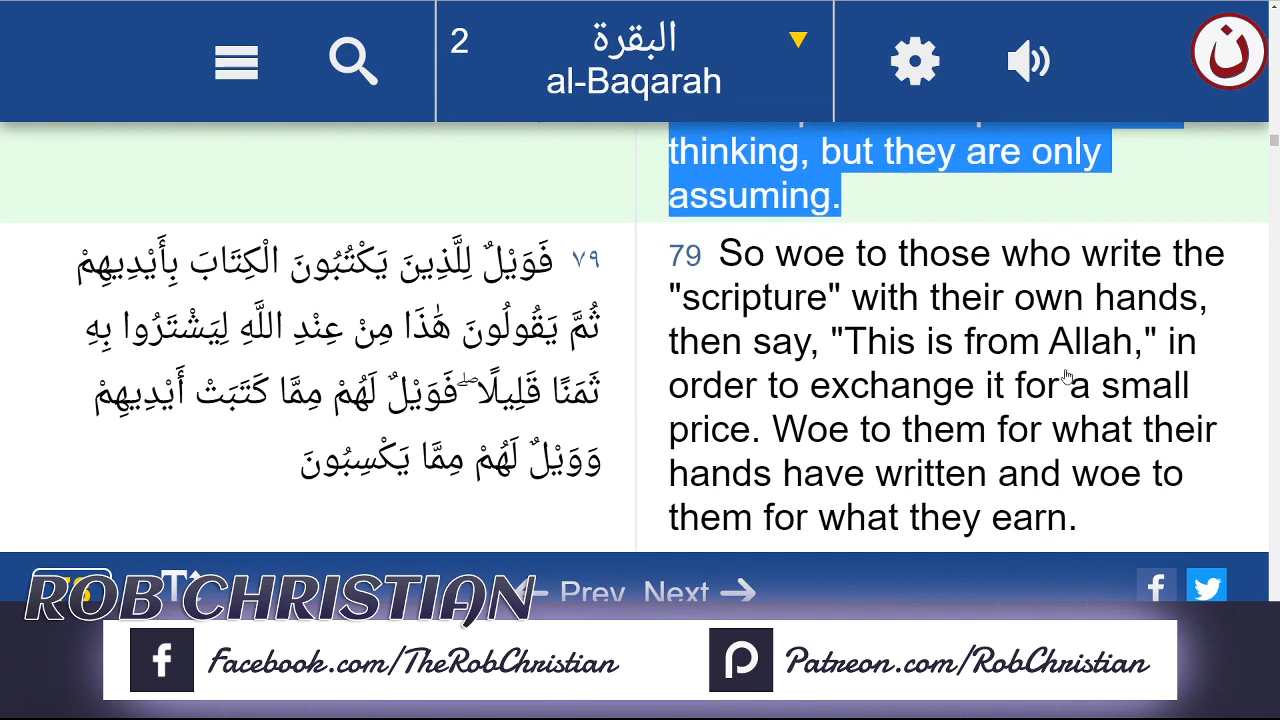 2
البقرة
al-Baqarah
ن
thinking, but they are only
assuming.
٧٩ فَوَيْلٌ لِلَّذِينَ يَكْتُبُونَ الْكِتَابَ بِأَيْدِيهِمْ
ثُمَّ يَقُولُونَ هَٰذَا مِنْ عِنْدِ اللَّهِ لِيَشْتَرُوا بِهِ
ثَمَنًا قَلِيلًا ۖ فَوَيْلٌ لَهُمْ مِمَّا كَتَبَتْ أَيْدِيهِمْ
وَوَيْلٌ لَهُمْ مِمَّا يَكْسِبُونَ
79 So woe to those who write the
"scripture" with their own hands,
then say, "This is from Allah," in
order to exchange it for a small
price. Woe to them for what their
hands have written and woe to
them for what they earn.
Prev Next
ROB CHRISTIAN
Facebook.com/TheRobChristian
Patreon.com/RobChristian